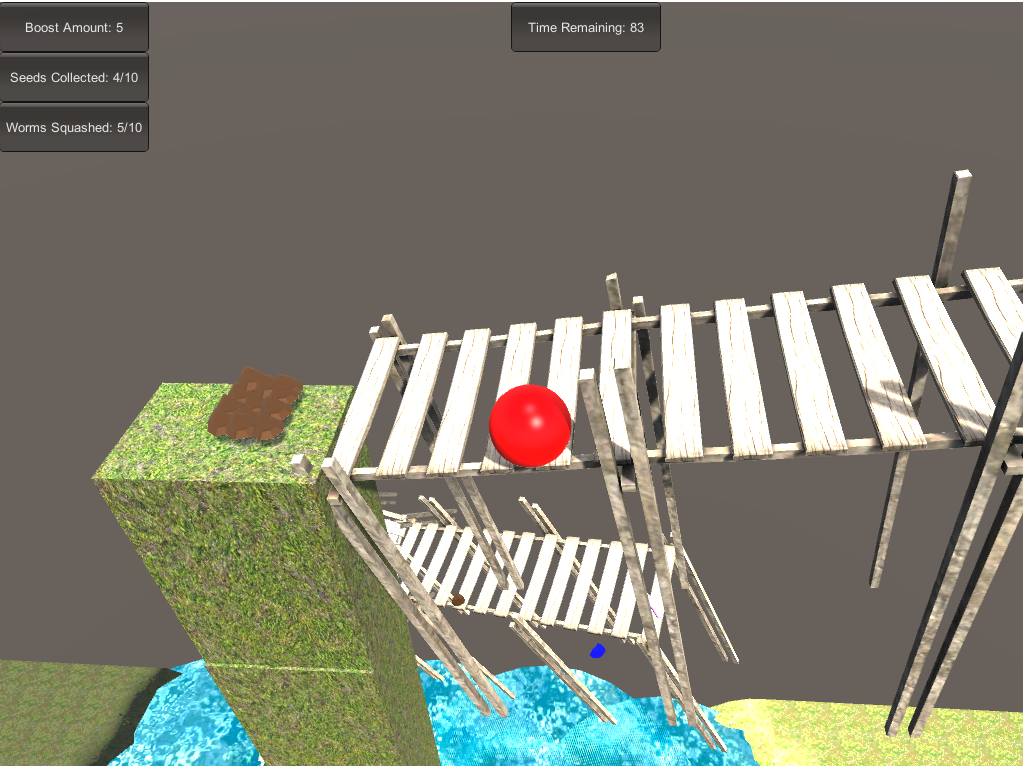 Boost Amount: 5
Time Remaining: 83
Seeds Collected: 4/10
Worms Squashed: 5/10